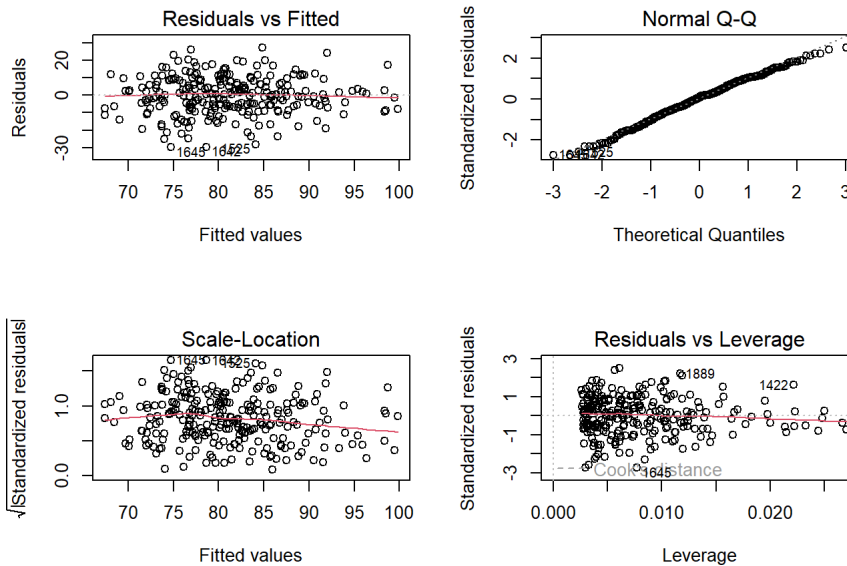 Residuals vs Fitted
Residuals
20
0
-30
1645
1642
1525
70 75 80 85 90 95 100
Fitted values
Normal Q-Q
Standardized residuals
2
0
-2
-3 -2 -1 0 1 2 3
Theoretical Quantiles
Scale-Location
√|Standardized residuals|
1.0
0.0
1645
1642
1525
70 75 80 85 90 95 100
Fitted values
Residuals vs Leverage
Standardized residuals
3
1
-1
-3
1889
1422
Cook's distance
1645
0.000 0.010 0.020
Leverage